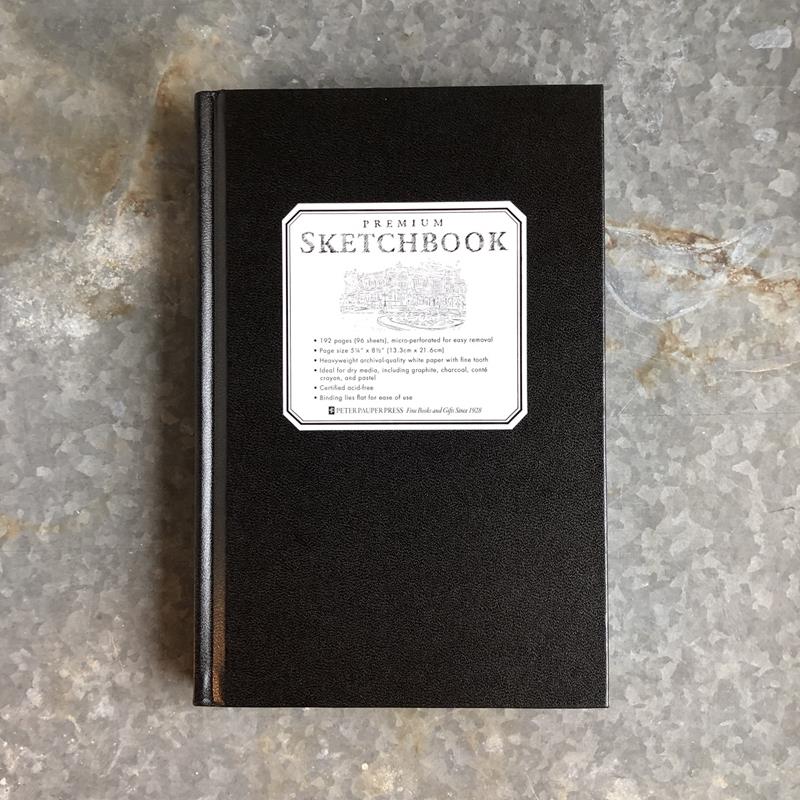 PREMIUM
SKETCHBOOK
• 192 pages (96 sheets), micro-perforated for easy removal
• Page size 5¼" x 8½" (13.3cm x 21.6cm)
• Heavyweight archival-quality white paper with fine tooth
• Ideal for dry media, including graphite, charcoal, conté
crayon, and pastel
• Certified acid-free
• Binding lies flat for ease of use
PETER PAUPER PRESS Fine Books and Gifts Since 1928